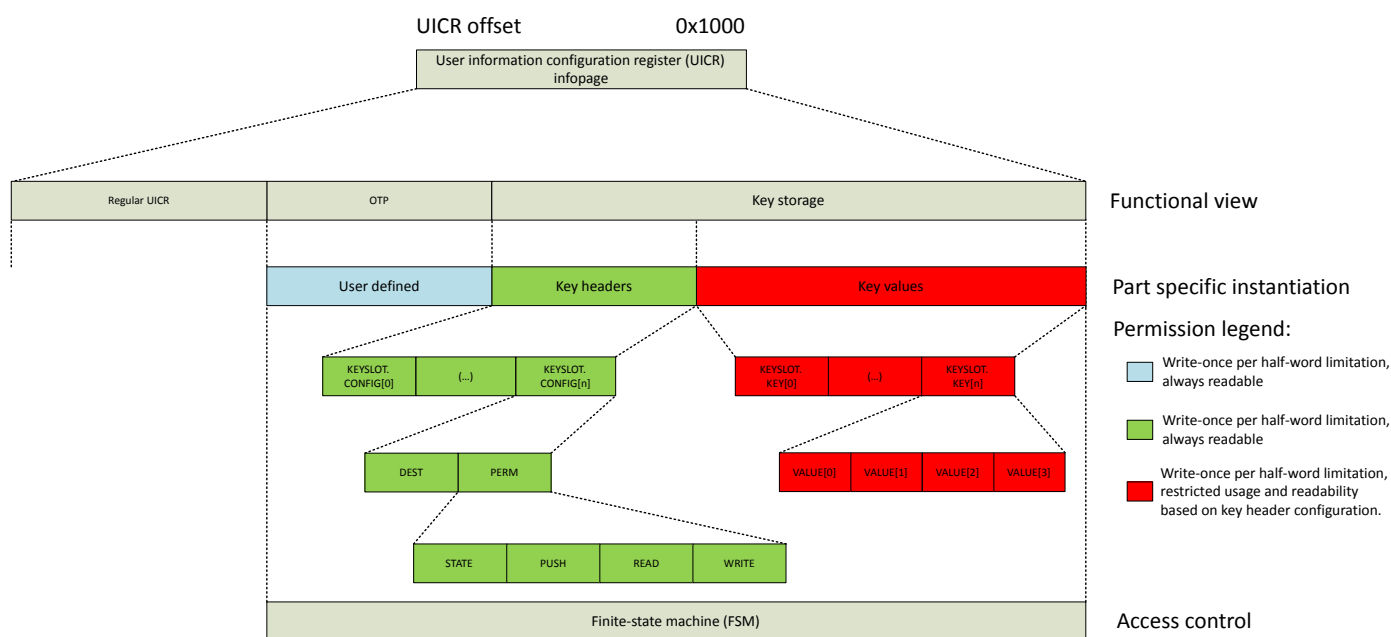 UICR offset 0x1000
User information configuration register (UICR)
infopage
Regular UICR OTP Key storage Functional view
User defined Key headers Key values Part specific instantiation
Permission legend:
KEYSLOT.
CONFIG[0]
(...)
KEYSLOT.
CONFIG[n]
KEYSLOT.
KEY[0]
(...)
KEYSLOT.
KEY[n]
Write-once per half-word limitation,
always readable
Write-once per half-word limitation,
always readable
DEST PERM
VALUE[0] VALUE[1] VALUE[2] VALUE[3]
Write-once per half-word limitation,
restricted usage and readability
based on key header configuration.
STATE PUSH READ WRITE
Finite-state machine (FSM) Access control